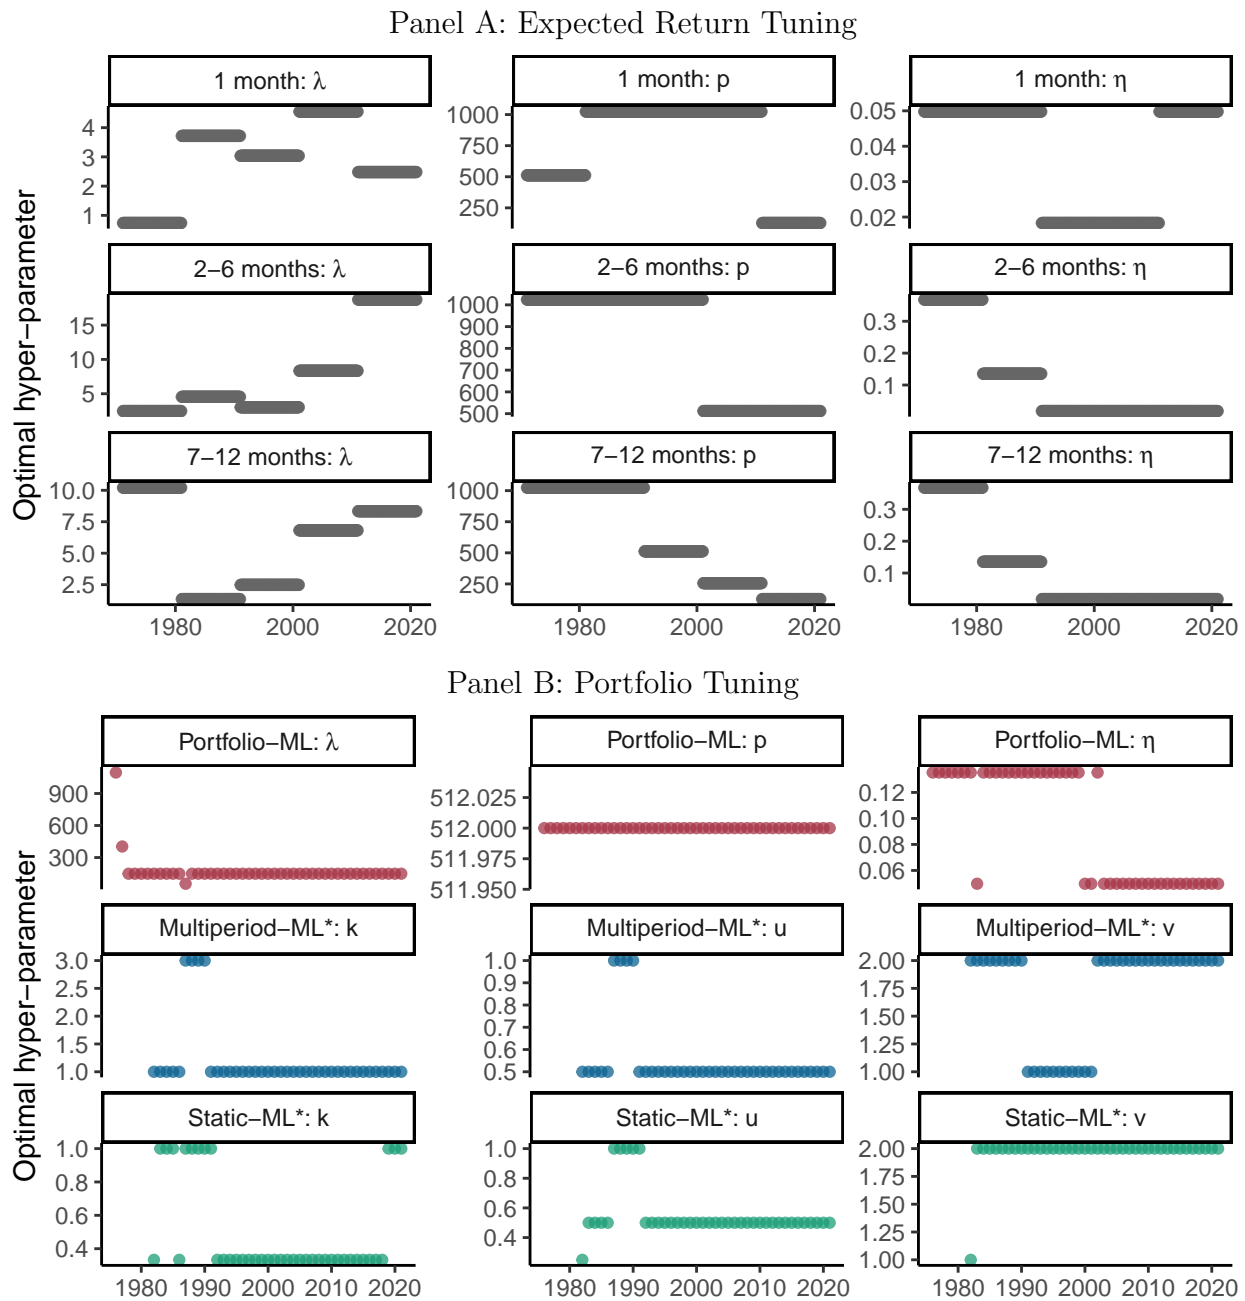 Panel A: Expected Return Tuning
Optimal hyper−parameter
1 month: λ
1 month: p
1 month: η
4
3
2
1
1000
750
500
250
0.05
0.04
0.03
0.02
2−6 months: λ
2−6 months: p
2−6 months: η
15
10
5
1000
900
800
700
600
500
0.3
0.2
0.1
7−12 months: λ
7−12 months: p
7−12 months: η
10.0
7.5
5.0
2.5
1000
750
500
250
0.3
0.2
0.1
1980 2000 2020
1980 2000 2020
1980 2000 2020
Panel B: Portfolio Tuning
Optimal hyper−parameter
Portfolio−ML: λ
Portfolio−ML: p
Portfolio−ML: η
900
600
300
512.025
512.000
511.975
511.950
0.12
0.10
0.08
0.06
Multiperiod−ML*: k
Multiperiod−ML*: u
Multiperiod−ML*: v
3.0
2.5
2.0
1.5
1.0
1.0
0.9
0.8
0.7
0.6
0.5
2.00
1.75
1.50
1.25
1.00
Static−ML*: k
Static−ML*: u
Static−ML*: v
1.0
0.8
0.6
0.4
1.0
0.8
0.6
0.4
2.00
1.75
1.50
1.25
1.00
1980 1990 2000 2010 2020
1980 1990 2000 2010 2020
1980 1990 2000 2010 2020